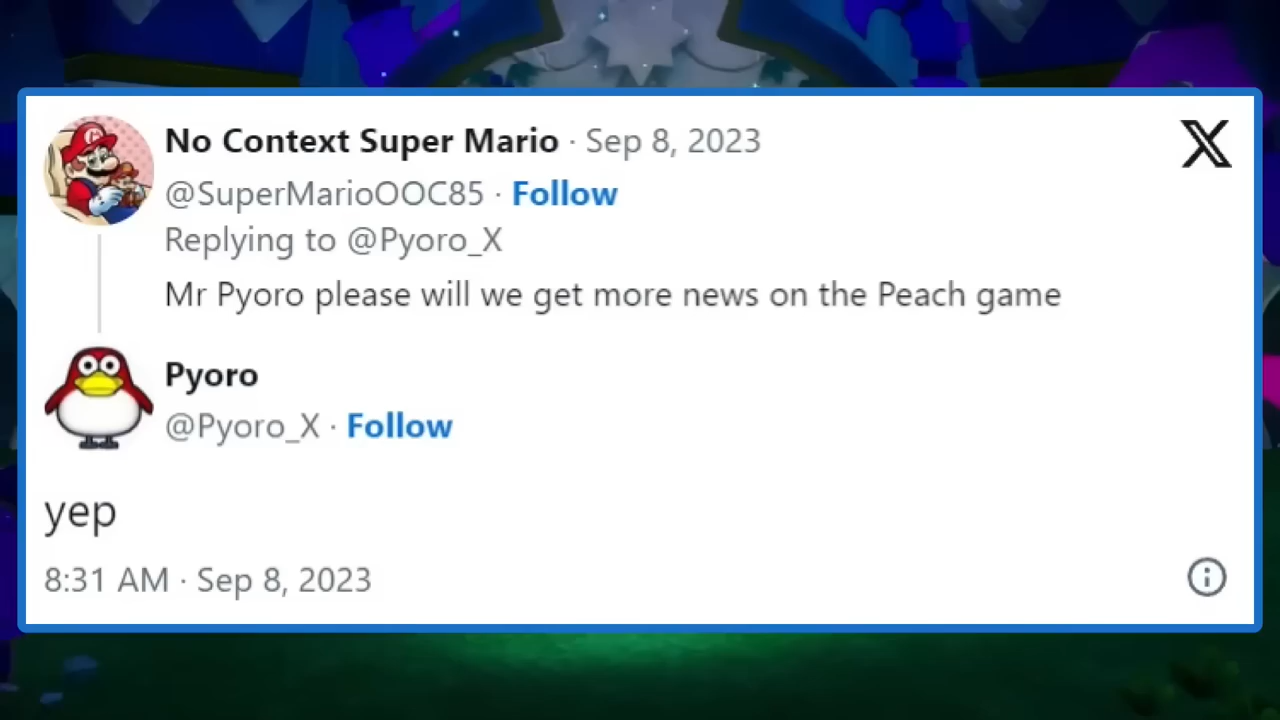 No Context Super Mario · Sep 8, 2023
@SuperMarioOOC85 · Follow
Replying to @Pyoro_X
Mr Pyoro please will we get more news on the Peach game
Pyoro
@Pyoro_X · Follow
yep
8:31 AM · Sep 8, 2023